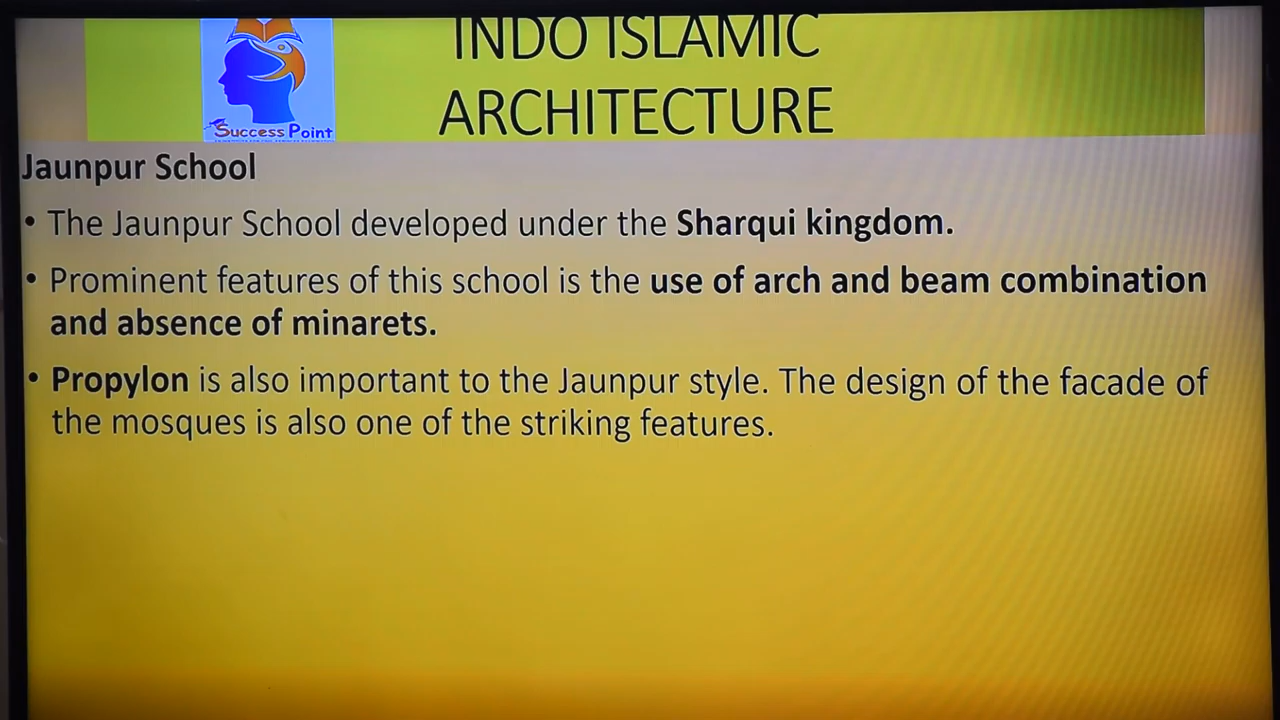 INDO ISLAMIC
ARCHITECTURE
Success Point
Jaunpur School
• The Jaunpur School developed under the Sharqui kingdom.
• Prominent features of this school is the use of arch and beam combination
and absence of minarets.
• Propylon is also important to the Jaunpur style. The design of the facade of
the mosques is also one of the striking features.